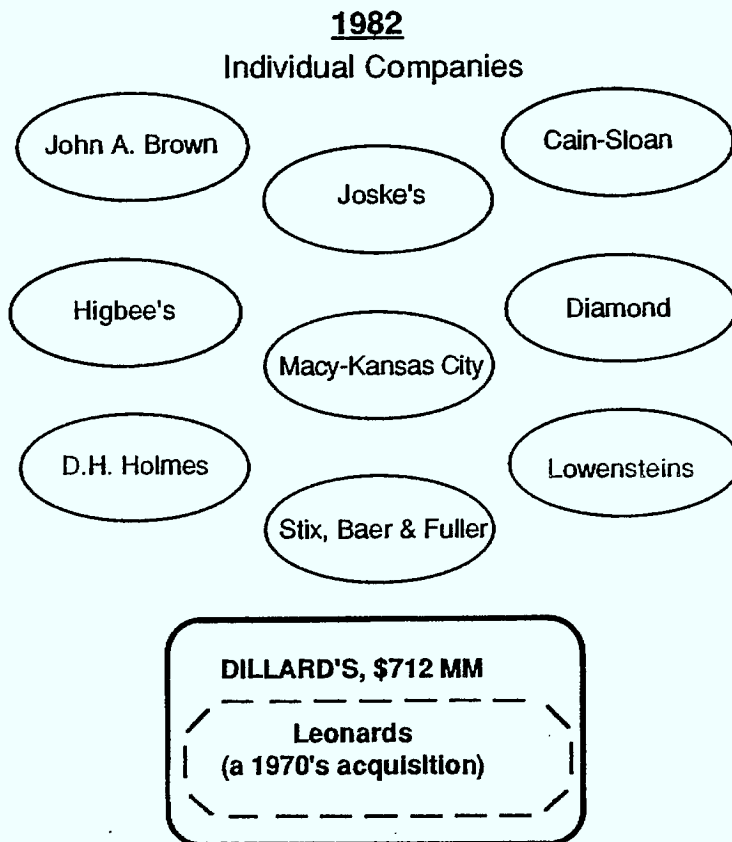 1982
Individual Companies
John A. Brown
Cain-Sloan
Joske's
Higbee's
Diamond
Macy-Kansas City
D.H. Holmes
Lowensteins
Stix, Baer & Fuller
DILLARD'S, $712 MM
Leonards
(a 1970's acquisition)